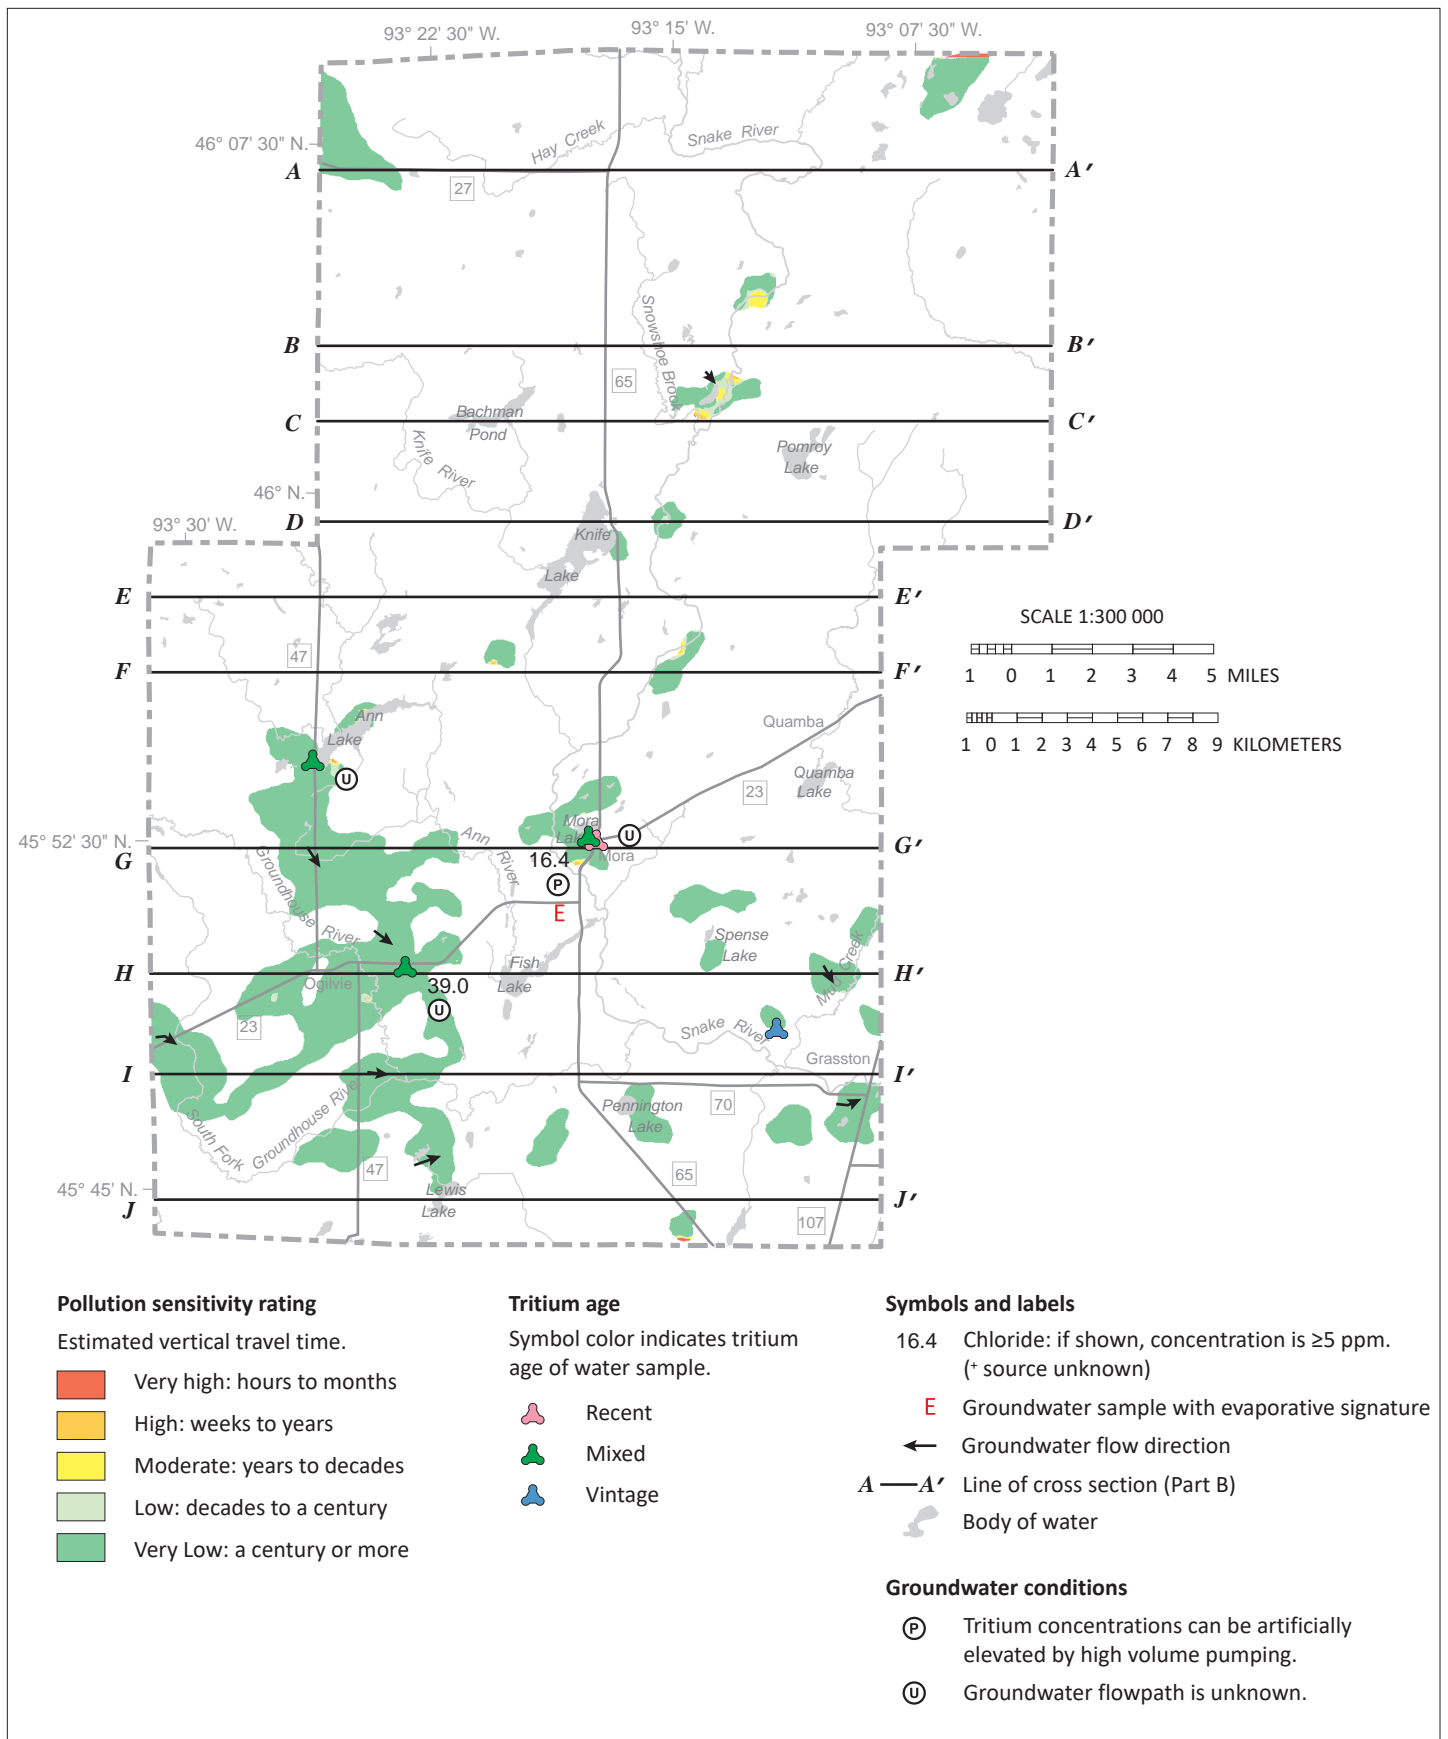 93° 22' 30" W.
93° 15' W.
93° 07' 30" W.
46° 07' 30" N.
Hay Creek
Snake River
A
A′
27
Snowshoe Brook
B
B′
65
Bachman
Pond
C
C′
Knife River
Pomroy
Lake
46° N.
93° 30' W.
D
D′
Knife
Lake
E
E′
SCALE 1:300 000
1 0 1 2 3 4 5 MILES
1 0 1 2 3 4 5 6 7 8 9 KILOMETERS
47
F
F′
Ann
Lake
Quamba
U
Quamba
Lake
23
Mora
Lake
U
45° 52' 30" N.
G
G′
Ann River
16.4
Mora
P
E
Groundhouse River
Spense
Lake
Mud Creek
Fish
Lake
H
H′
Ogilvie
39.0
U
23
Snake River
Grasston
I
I′
Pennington
Lake
70
South Fork
Groundhouse River
47
65
45° 45' N.
Lewis
Lake
J
J′
107
Pollution sensitivity rating
Estimated vertical travel time.
Very high: hours to months
High: weeks to years
Moderate: years to decades
Low: decades to a century
Very Low: a century or more
Tritium age
Symbol color indicates tritium
age of water sample.
Recent
Mixed
Vintage
Symbols and labels
16.4 Chloride: if shown, concentration is ≥5 ppm.
(⁺ source unknown)
E Groundwater sample with evaporative signature
Groundwater flow direction
A — A′ Line of cross section (Part B)
Body of water
Groundwater conditions
P Tritium concentrations can be artificially
elevated by high volume pumping.
U Groundwater flowpath is unknown.